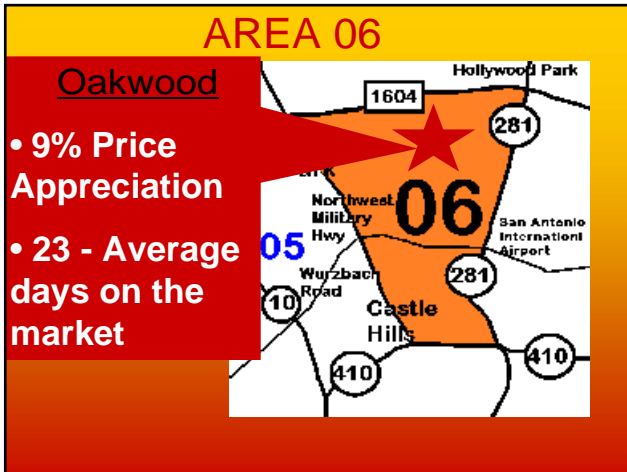 AREA 06
Oakwood
• 9% Price
Appreciation
• 23 - Average
days on the
market
Hollywood Park
1604
281
Northwest
Military
Hwy
06
San Antonio
Internationl
Airport
05
Wurzbach
Road
281
10
Castle
Hills
410
410